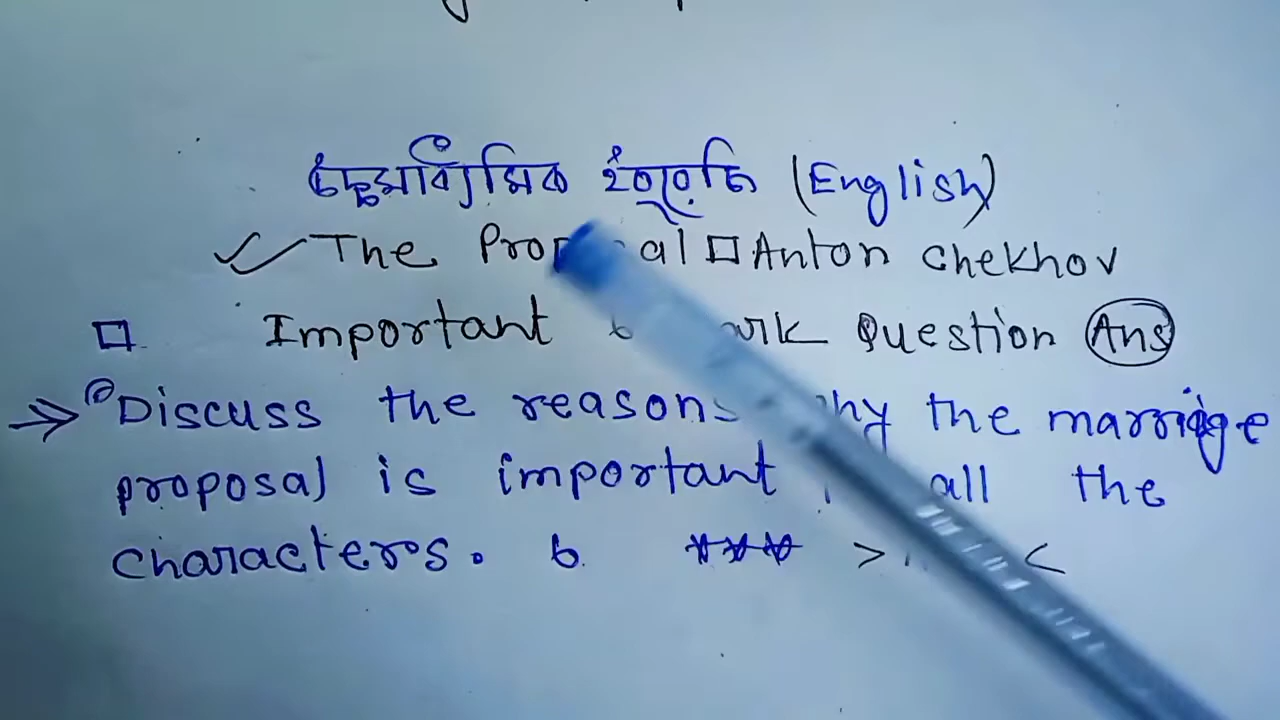 উচ্চমাধ্যমিক ইংরেজি (English)
The □ Anton Chekhov
□ Important Question Ans
Discuss the reasons the marriage
proposal is important all the
characters. 6 *** > <